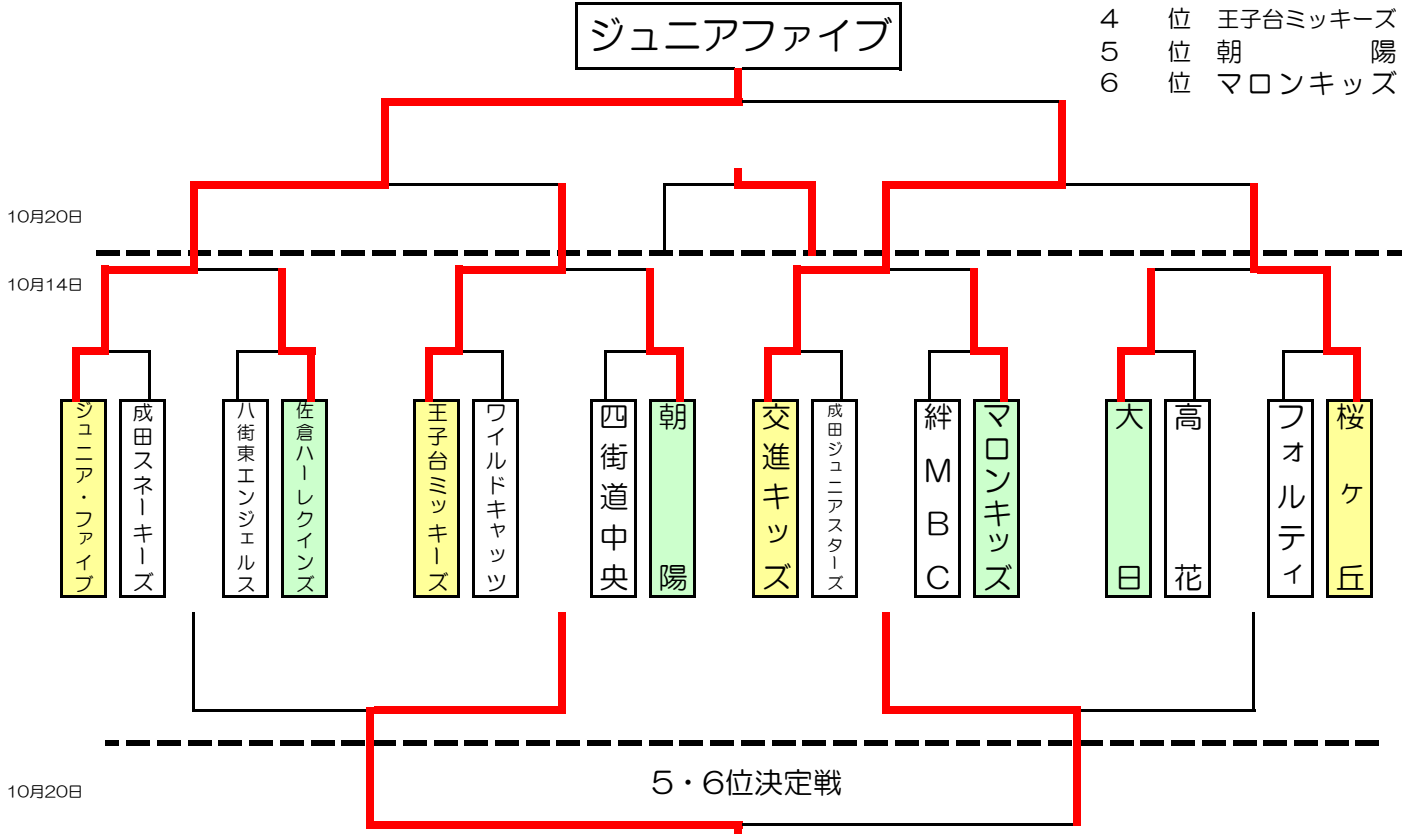 ジュニアファイブ
4 位 王子台ミッキーズ
5 位 朝 陽
6 位 マロンキッズ
10月20日
10月14日
ジュニア・ファイブ
成田スネーキーズ
八街東エンジェルス
佐倉ハーレクインズ
王子台ミッキーズ
ワイルドキャッツ
四街道中央
朝 陽
交進キッズ
成田ジュニアスターズ
絆MBC
マロンキッズ
大 日
高 花
フォルティ
桜ヶ丘
5・6位決定戦
10月20日